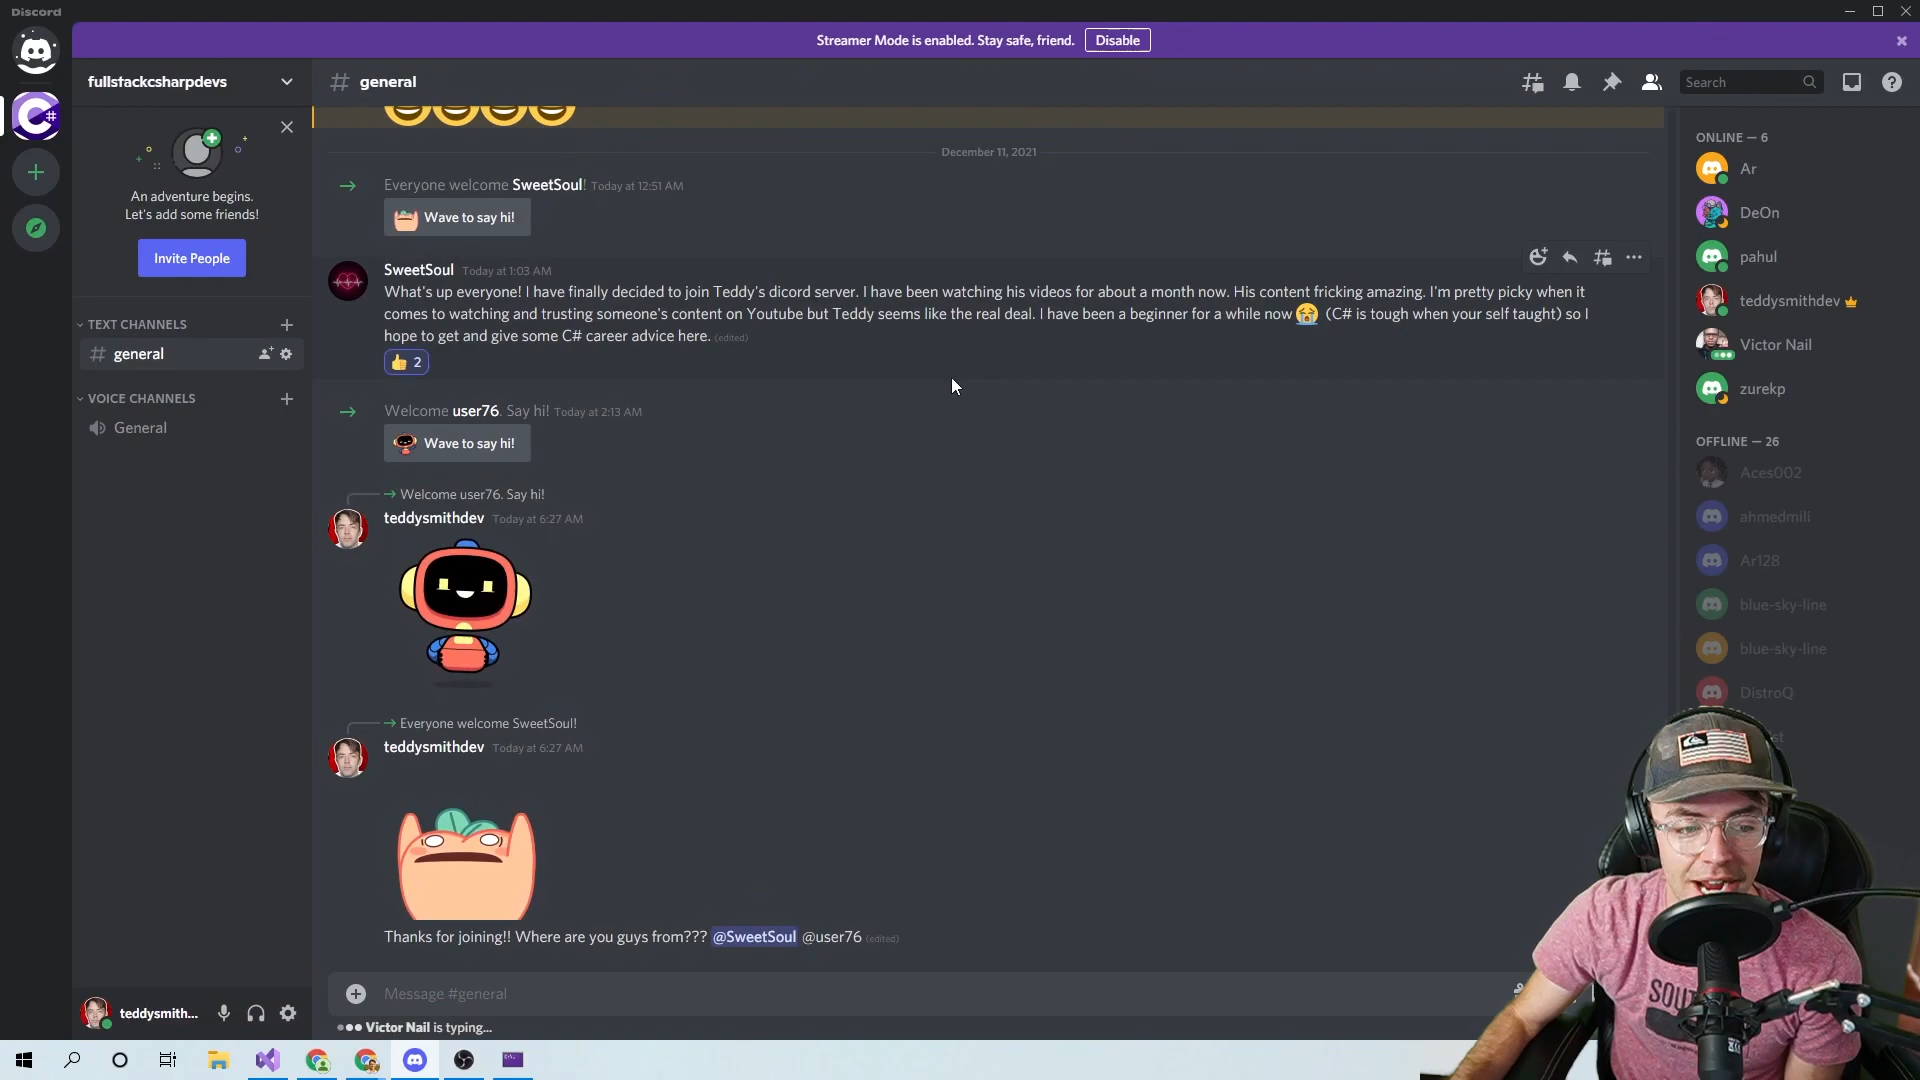 Discord
Streamer Mode is enabled. Stay safe, friend. Disable
fullstackcsharpdevs
general
Search
An adventure begins.
Let's add some friends!
Invite People
TEXT CHANNELS
general
VOICE CHANNELS
General
December 11, 2021
Everyone welcome SweetSoul! Today at 12:51 AM
Wave to say hi!
SweetSoul Today at 1:03 AM
What's up everyone! I have finally decided to join Teddy's dicord server. I have been watching his videos for about a month now. His content fricking amazing. I'm pretty picky when it
comes to watching and trusting someone's content on Youtube but Teddy seems like the real deal. I have been a beginner for a while now 😭 (C# is tough when your self taught) so I
hope to get and give some C# career advice here. (edited)
👍 2
Welcome user76. Say hi! Today at 2:13 AM
Wave to say hi!
Welcome user76. Say hi!
teddysmithdev Today at 6:27 AM
Everyone welcome SweetSoul!
teddysmithdev Today at 6:27 AM
Thanks for joining!! Where are you guys from??? @SweetSoul @user76 (edited)
Message #general
Victor Nail is typing...
teddysmith...
ONLINE — 6
Ar
DeOn
pahul
teddysmithdev
Victor Nail
zurekp
OFFLINE — 26
Aces002
ahmedmili
Ar128
blue-sky-line
blue-sky-line
DistroQ